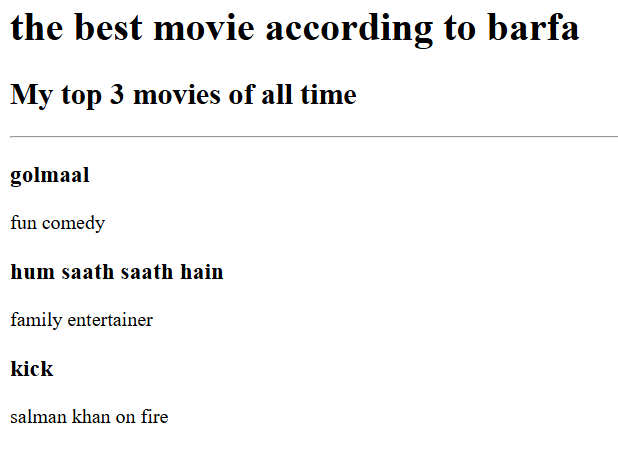 the best movie according to barfa
My top 3 movies of all time
golmaal
fun comedy
hum saath saath hain
family entertainer
kick
salman khan on fire